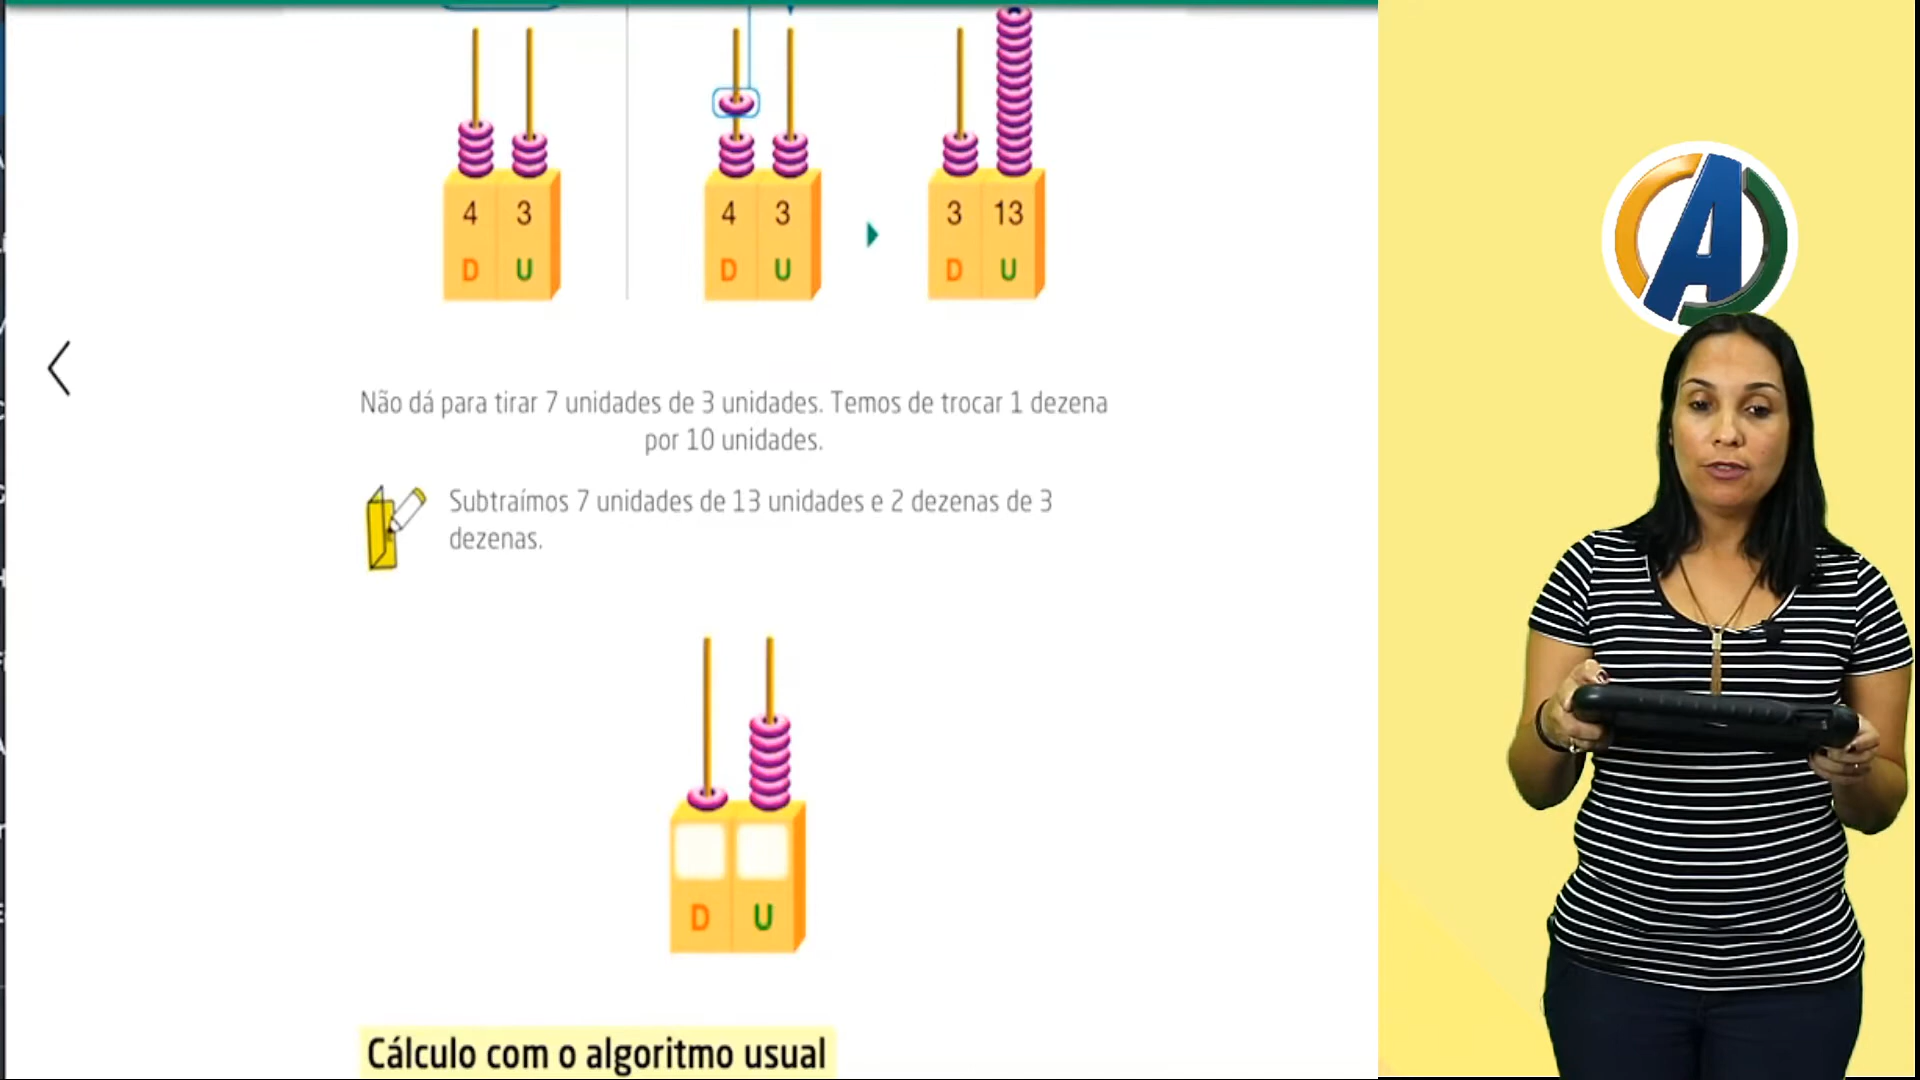 4 3
D U
4 3
D U
3 13
D U
Não dá para tirar 7 unidades de 3 unidades. Temos de trocar 1 dezena
por 10 unidades.
Subtraímos 7 unidades de 13 unidades e 2 dezenas de 3
dezenas.
D U
Cálculo com o algoritmo usual
A